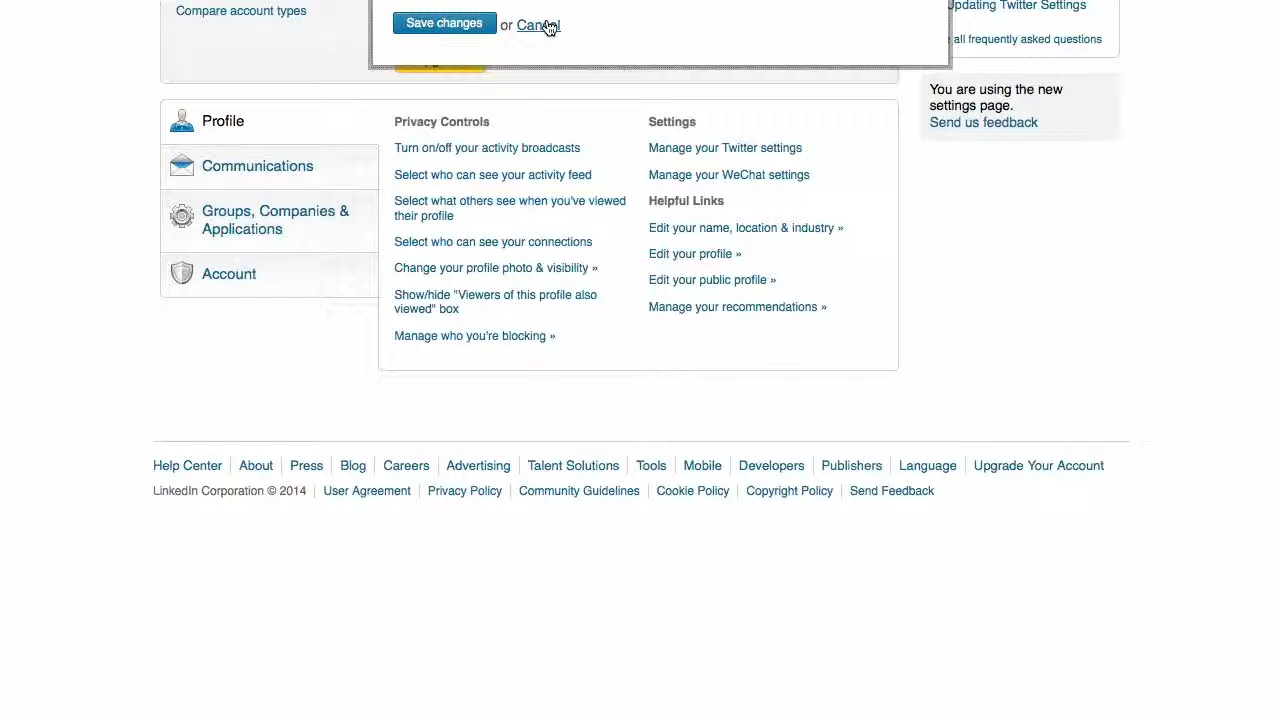 Compare account types
Save changes or Cancel
Updating Twitter Settings
all frequently asked questions
You are using the new
settings page.
Send us feedback
Profile
Communications
Groups, Companies &
Applications
Account
Privacy Controls
Turn on/off your activity broadcasts
Select who can see your activity feed
Select what others see when you've viewed
their profile
Select who can see your connections
Change your profile photo & visibility »
Show/hide "Viewers of this profile also
viewed" box
Manage who you're blocking »
Settings
Manage your Twitter settings
Manage your WeChat settings
Helpful Links
Edit your name, location & industry »
Edit your profile »
Edit your public profile »
Manage your recommendations »
Help Center About Press Blog Careers Advertising Talent Solutions Tools Mobile Developers Publishers Language Upgrade Your Account
LinkedIn Corporation © 2014 User Agreement Privacy Policy Community Guidelines Cookie Policy Copyright Policy Send Feedback